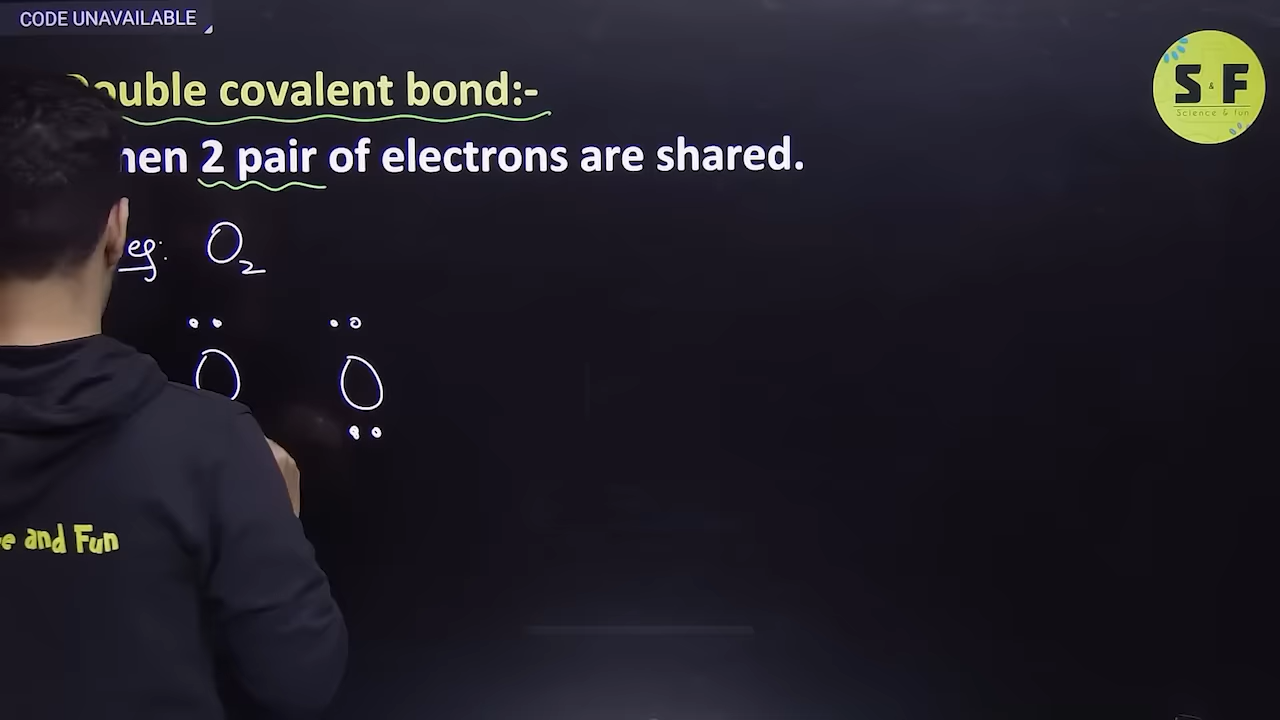 CODE UNAVAILABLE
S & F
Science & fun
ouble covalent bond:-
hen 2 pair of electrons are shared.
eg: O₂
O O
e and Fun